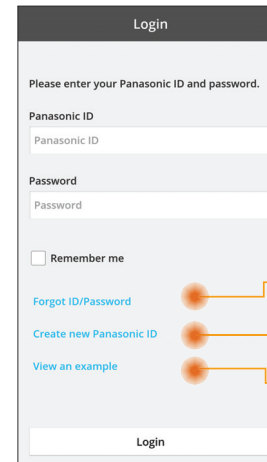 Login
Please enter your Panasonic ID and password.
Panasonic ID
Panasonic ID
Password
Password
Remember me
Forgot ID/Password
Create new Panasonic ID
View an example
Login